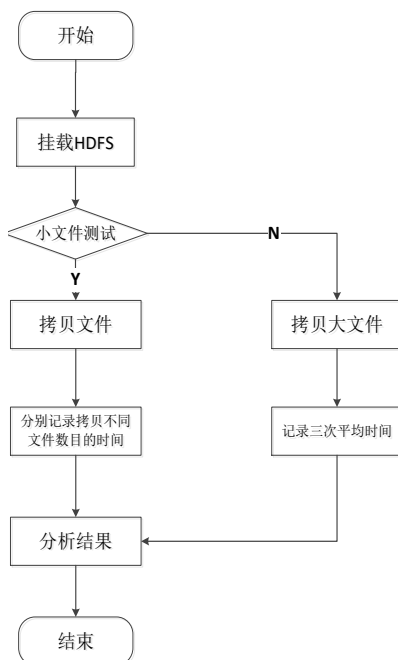 开始
挂载HDFS
小文件测试
N
Y
拷贝文件
拷贝大文件
分别记录拷贝不同
文件数目的时间
记录三次平均时间
分析结果
结束